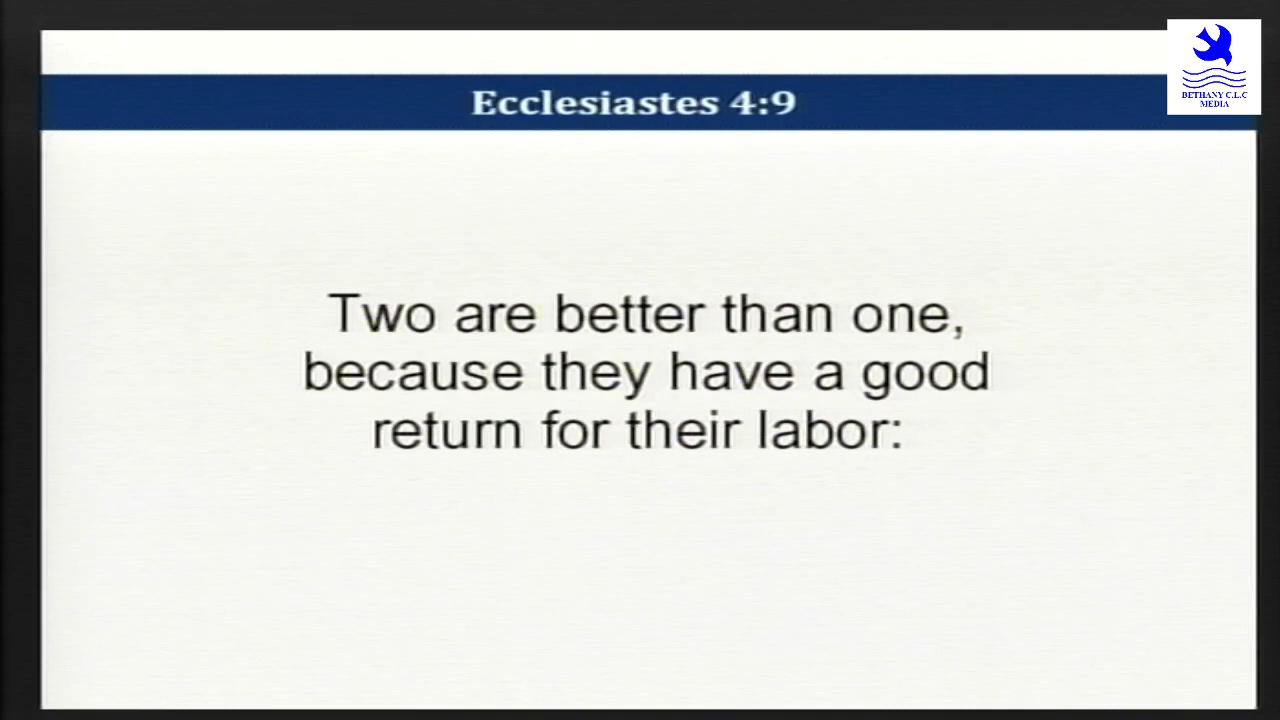 Ecclesiastes 4:9
BETHANY C.L.C
MEDIA
Two are better than one,
because they have a good
return for their labor: